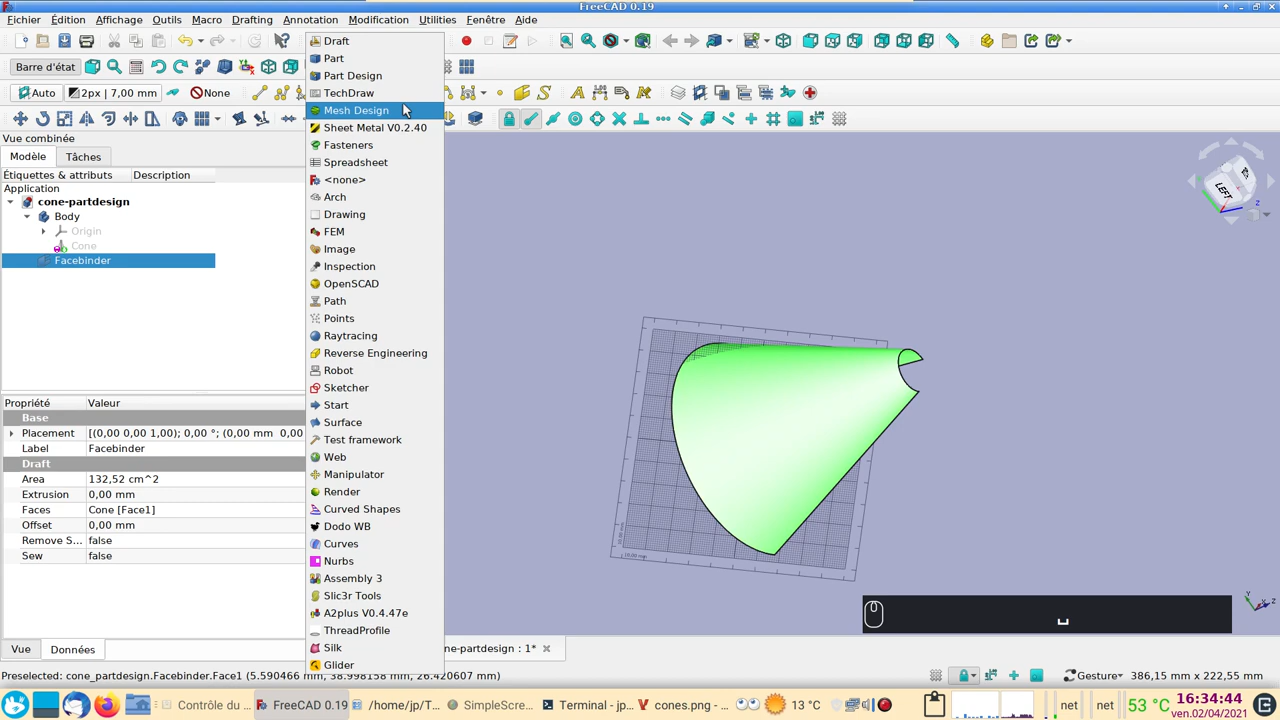 FreeCAD 0.19
Fichier Édition Affichage Outils Macro Drafting Annotation Modification Utilities Fenêtre Aide
Barre d'état
Auto 2px | 7,00 mm None
Vue combinée
Modèle Tâches
Étiquettes & attributs Description
Application
cone-partdesign
Body
Origin
Cone
Facebinder
Propriété Valeur
Base
Placement [(0,00 0,00 1,00); 0,00 °; (0,00 mm 0,00
Label Facebinder
Draft
Area 132,52 cm^2
Extrusion 0,00 mm
Faces Cone [Face1]
Offset 0,00 mm
Remove S... false
Sew false
Vue Données
Draft
Part
Part Design
TechDraw
Mesh Design
Sheet Metal V0.2.40
Fasteners
Spreadsheet
<none>
Arch
Drawing
FEM
Image
Inspection
OpenSCAD
Path
Points
Raytracing
Reverse Engineering
Robot
Sketcher
Start
Surface
Test framework
Web
Manipulator
Render
Curved Shapes
Dodo WB
Curves
Nurbs
Assembly 3
Slic3r Tools
A2plus V0.4.47e
ThreadProfile
Silk
Glider
LEFT
ne-partdesign : 1*
Preselected: cone_partdesign.Facebinder.Face1 (5.590466 mm, 38.998158 mm, 26.420607 mm)
Gesture 386,15 mm x 222,55 mm
Contrôle du ... FreeCAD 0.19 /home/jp/T... SimpleScre... Terminal - jp... cones.png - ... 13 °C net net 53 °C 16:34:44
ven.02/04/2021